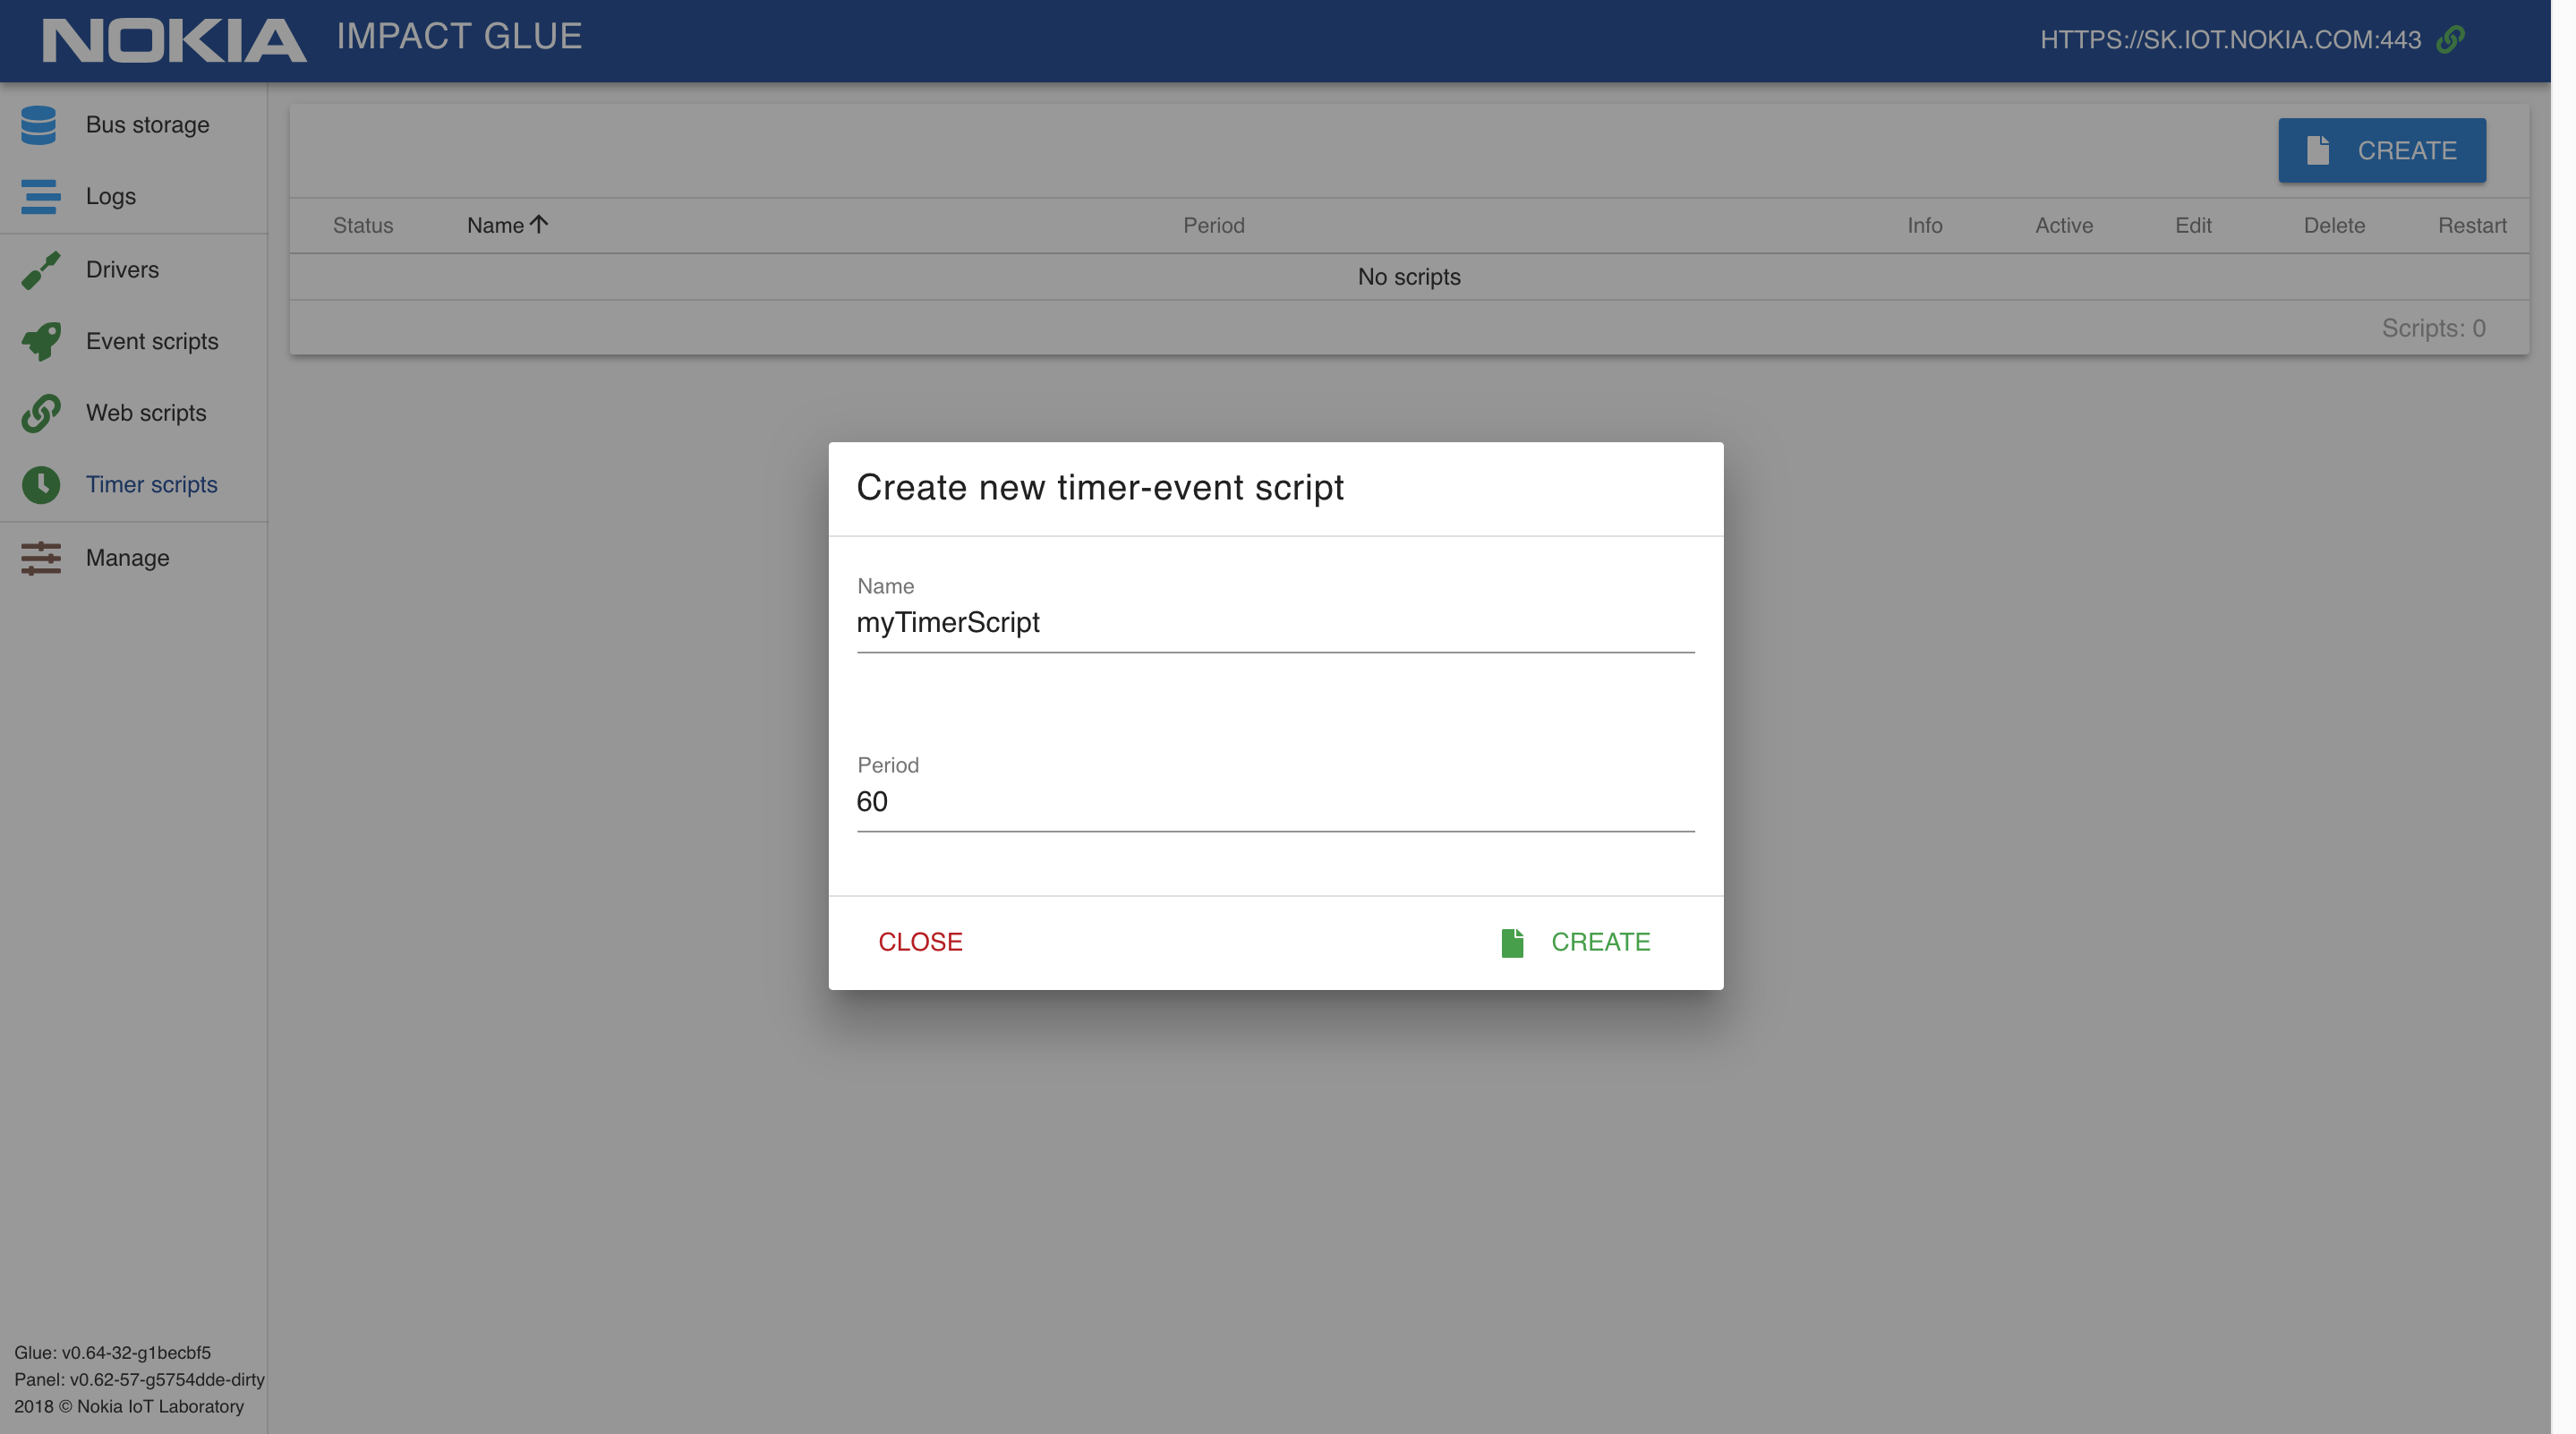 NOKIA IMPACT GLUE HTTPS://SK.IOT.NOKIA.COM:443
Bus storage
Logs
Drivers
Event scripts
Web scripts
Timer scripts
Manage
CREATE
Status Name Period Info Active Edit Delete Restart
No scripts
Scripts: 0
Create new timer-event script
Name
myTimerScript
Period
60
CLOSE CREATE
Glue: v0.64-32-g1becbf5
Panel: v0.62-57-g5754dde-dirty
2018 © Nokia IoT Laboratory